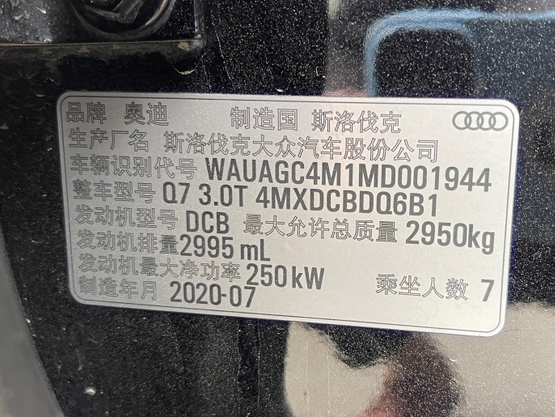 品牌 奥迪 制造国 斯洛伐克
生产厂名 斯洛伐克大众汽车股份公司
车辆识别代号 WAUAGC4M1MD001944
整车型号 Q7 3.0T 4MXDCBDQ6B1
发动机型号 DCB 最大允许总质量 2950kg
发动机排量 2995 mL
发动机最大净功率 250 kW
制造年月 2020-07 乘坐人数 7